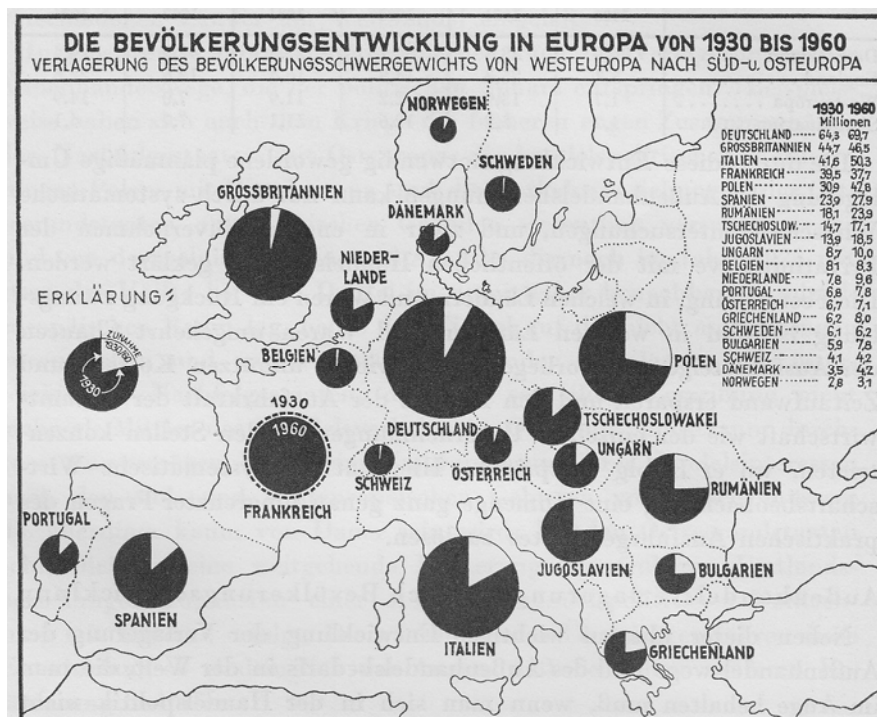 DIE BEVÖLKERUNGSENTWICKLUNG IN EUROPA VON 1930 BIS 1960
VERLAGERUNG DES BEVÖLKERUNGSSCHWERGEWICHTS VON WESTEUROPA NACH SÜD-u. OSTEUROPA
1930 1960
Millionen
DEUTSCHLAND 64,3 69,7
GROSSBRITANNIEN 44,7 46,5
ITALIEN 41,6 50,3
FRANKREICH 39,5 37,7
POLEN 30,9
SPANIEN 23,9 27,9
RUMÄNIEN 18,1 23,9
TSCHECHOSLOW. 14,7 17,1
JUGOSLAVIEN 13,9 18,5
UNGARN 8,7 10,0
BELGIEN 8,1 8,3
NIEDERLANDE 7,8 9,6
PORTUGAL 6,6 7,8
ÖSTERREICH 6,6 7,1
GRIECHENLAND 6,2 8,0
SCHWEDEN 6,1 6,2
BULGARIEN 5,9 7,8
SCHWEIZ 4,1 4,2
DÄNEMARK 3,5 4,2
NORWEGEN 2,8 3,1
NORWEGEN
SCHWEDEN
GROSSBRITÄNNIEN
DÄNEMARK
NIEDER-
LANDE
ERKLÄRUNG:
ZUNAHME
1930/60
1930
BELGIEN
POLEN
1930
1960
DEUTSCHLAND
TSCHECHOSLOWAKEI
UNGARN
SCHWEIZ
ÖSTERREICH
RUMÄNIEN
FRANKREICH
PORTUGAL
JUGOSLAVIEN
BULGARIEN
SPANIEN
ITALIEN
GRIECHENLAND